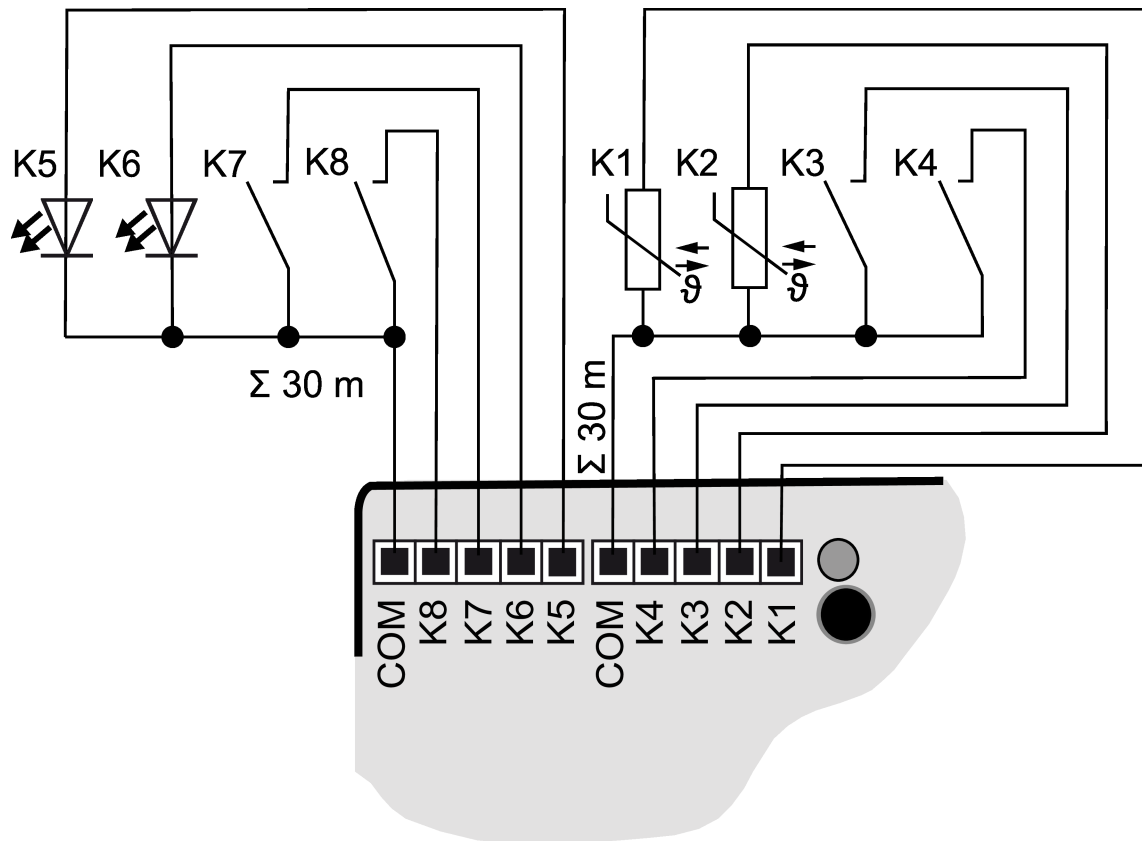 K5 K6 K7 K8 K1 K2 K3 K4
ϑ ϑ
Σ 30 m
Σ 30 m
COM K8 K7 K6 K5 COM K4 K3 K2 K1